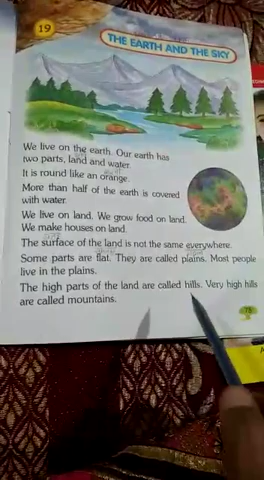 19
THE EARTH AND THE SKY
We live on the earth. Our earth has
two parts, land and water.
It is round like an orange.
More than half of the earth is covered
with water.
We live on land. We grow food on land.
We make houses on land.
The surface of the land is not the same everywhere.
Some parts are flat. They are called plains. Most people
live in the plains.
The high parts of the land are called hills. Very high hills
are called mountains.
78